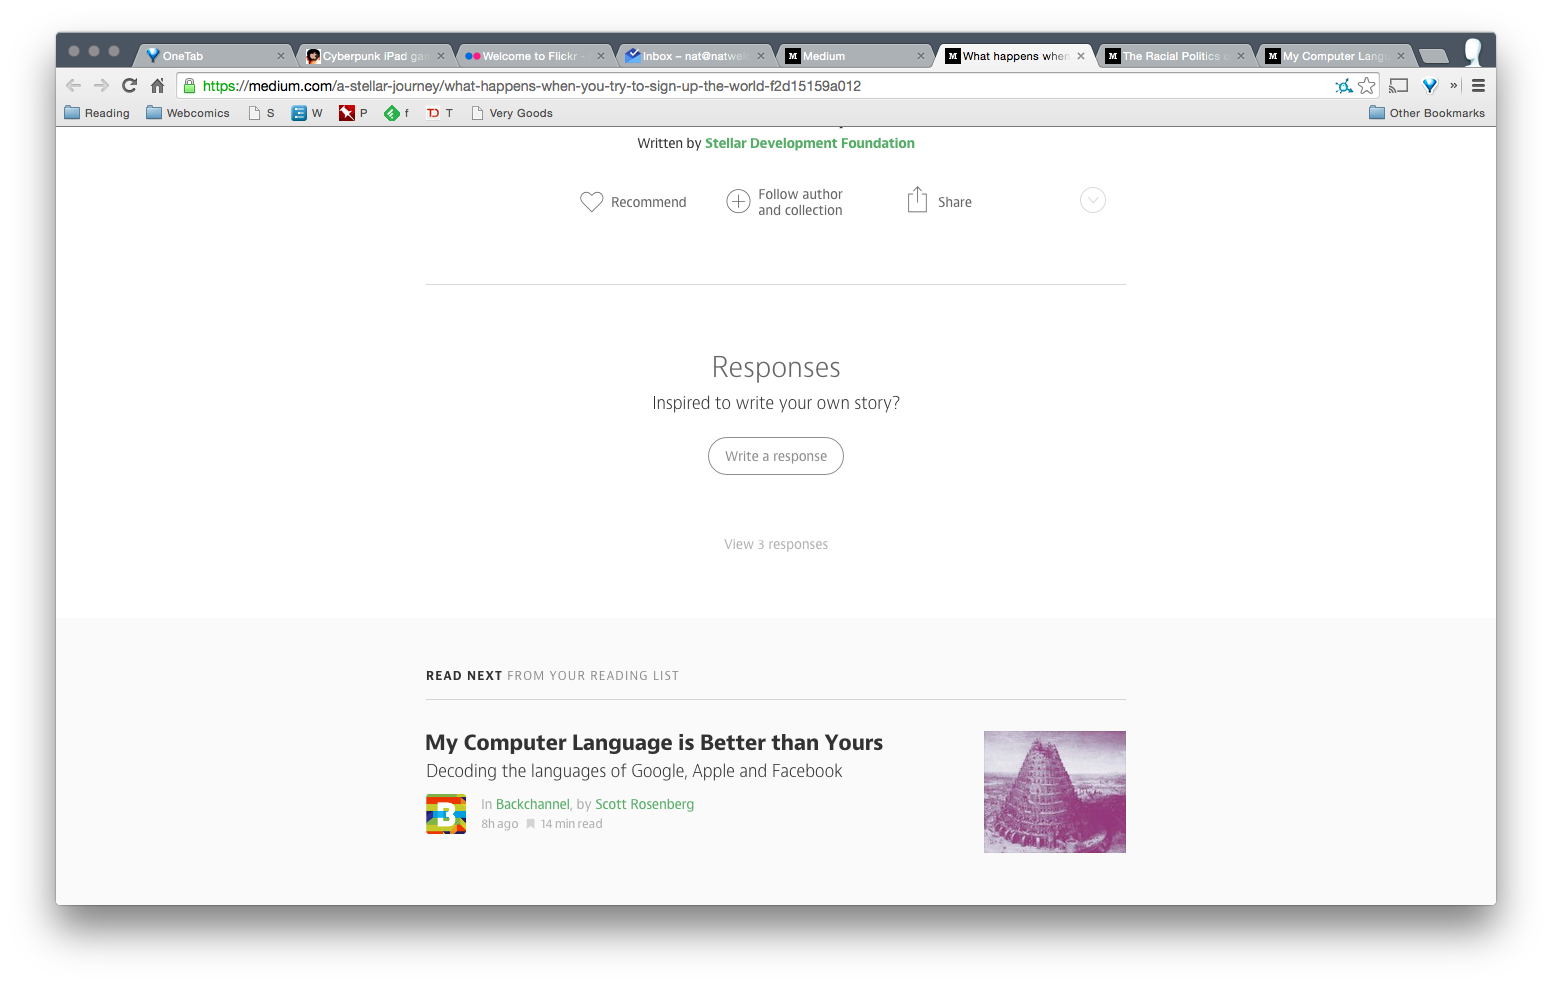 OneTab
Cyberpunk iPad gam
Welcome to Flickr -
Inbox – nat@natwel
Medium
What happens when
The Racial Politics o
My Computer Langu
https://medium.com/a-stellar-journey/what-happens-when-you-try-to-sign-up-the-world-f2d15159a012
Reading
Webcomics
S
W
P
f
TD T
Very Goods
»
Other Bookmarks
Written by Stellar Development Foundation
Recommend
Follow author
and collection
Share
Responses
Inspired to write your own story?
Write a response
View 3 responses
READ NEXT FROM YOUR READING LIST
My Computer Language is Better than Yours
Decoding the languages of Google, Apple and Facebook
In Backchannel, by Scott Rosenberg
8h ago 14 min read